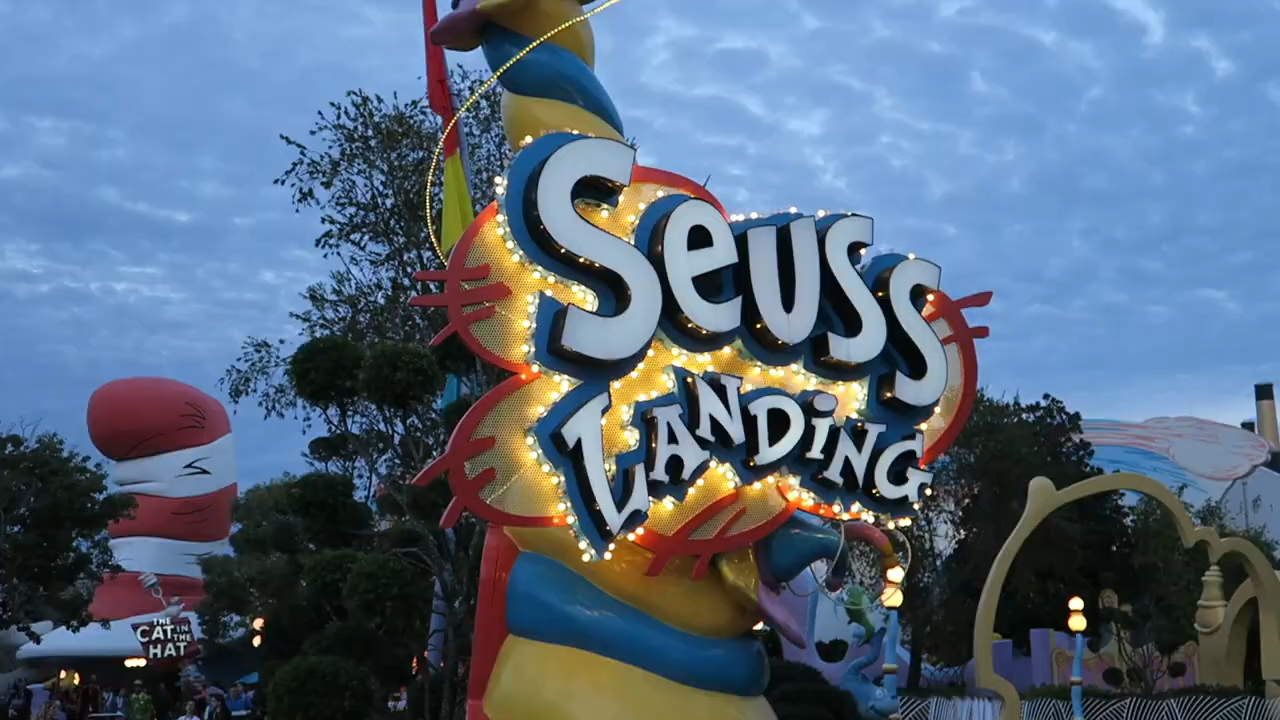 SeUSS
LANDiNG
THE
CAT IN THE
HAT